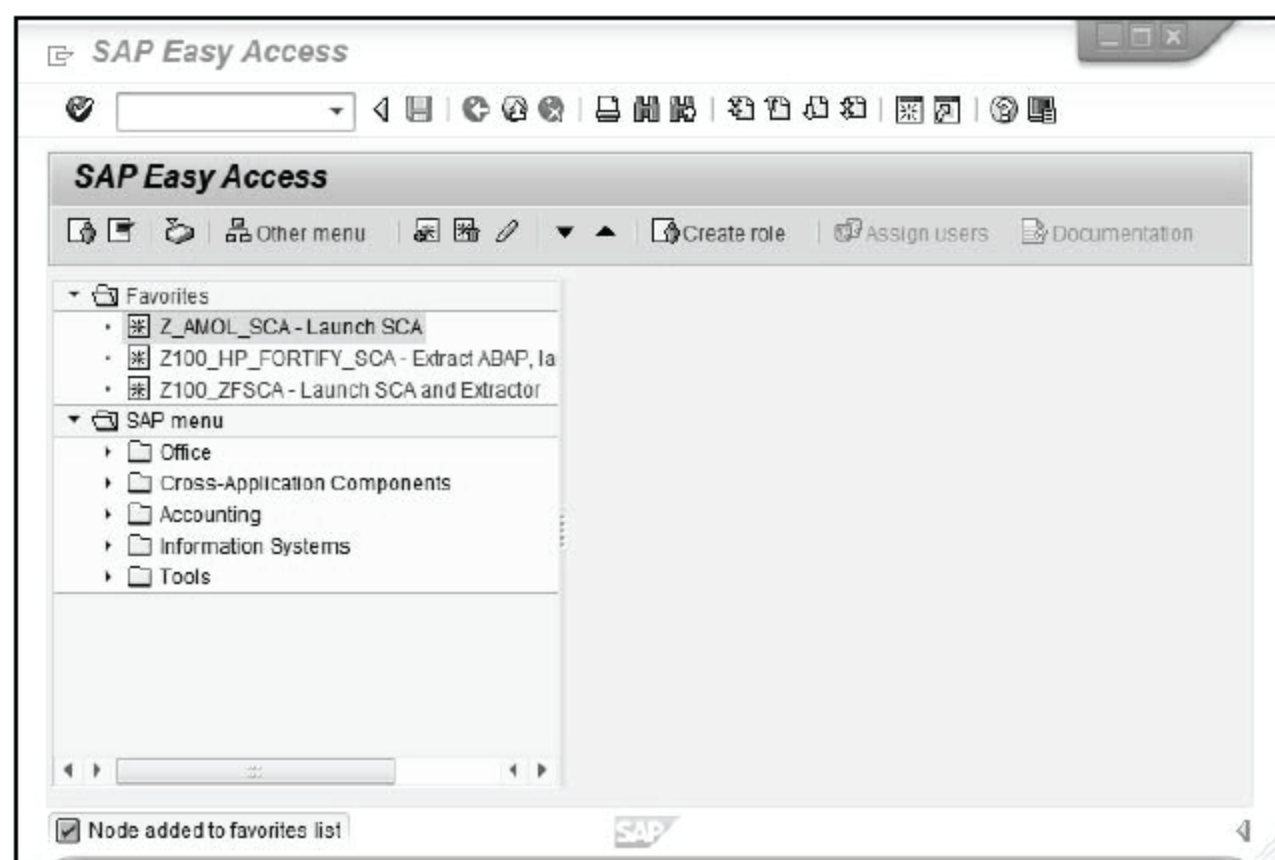 SAP Easy Access
SAP Easy Access
Other menu Create role Assign users Documentation
Favorites
Z_AMOL_SCA - Launch SCA
Z100_HP_FORTIFY_SCA - Extract ABAP, la
Z100_ZFSCA - Launch SCA and Extractor
SAP menu
Office
Cross-Application Components
Accounting
Information Systems
Tools
Node added to favorites list
SAP